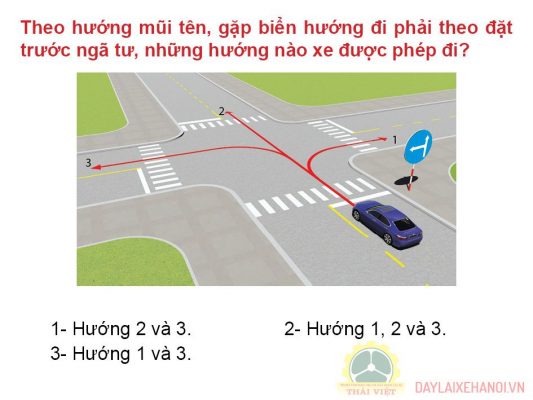 Theo hướng mũi tên, gặp biển hướng đi phải theo đặt
trước ngã tư, những hướng nào xe được phép đi?
2
1
3
1- Hướng 2 và 3.
2- Hướng 1, 2 và 3.
3- Hướng 1 và 3.
THÁI VIỆT
DAYLAIXEHANOI.VN